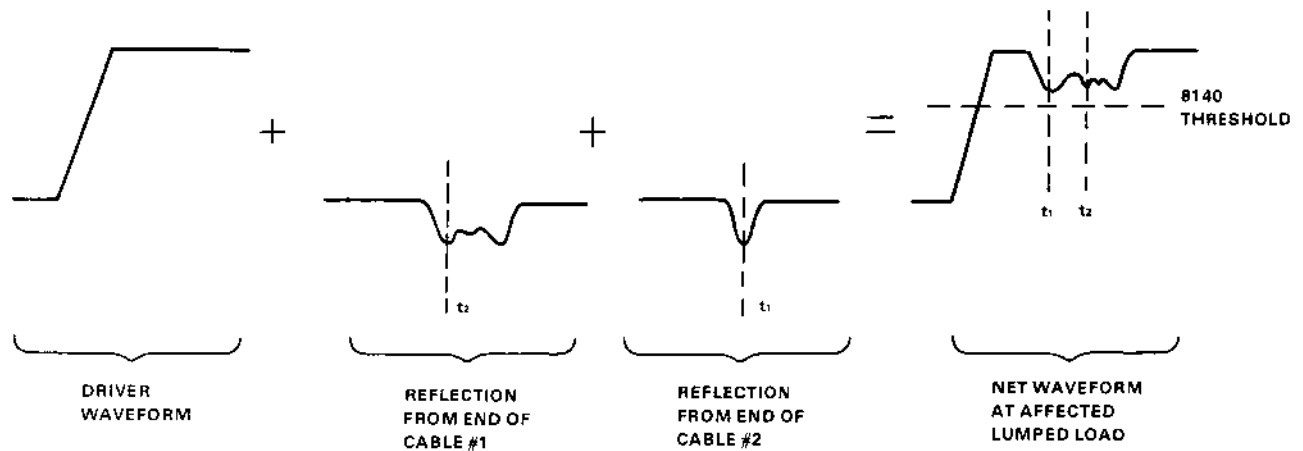 8140
THRESHOLD
+
+
=
t₁
t₂
t₂
t₁
DRIVER
WAVEFORM
REFLECTION
FROM END OF
CABLE #1
REFLECTION
FROM END OF
CABLE #2
NET WAVEFORM
AT AFFECTED
LUMPED LOAD